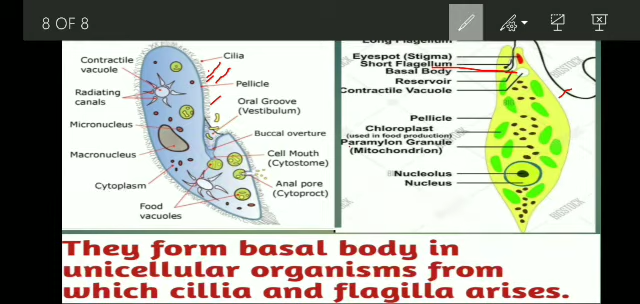 8 OF 8
Contractile
vacuole
Radiating
canals
Micronucleus
Macronucleus
Cytoplasm
Food
vacuoles
Cilia
Pellicle
Oral Groove
(Vestibulum)
Buccal overture
Cell Mouth
(Cytostome)
Anal pore
(Cytoproct)
Long Flagellum
Eyespot (Stigma)
Short Flagellum
Basal Body
Reservoir
Contractile Vacuole
Pellicle
Chloroplast
(used in food production)
Paramylon Granule
(Mitochondrion)
Nucleolus
Nucleus
They form basal body in
unicellular organisms from
which cillia and flagilla arises.